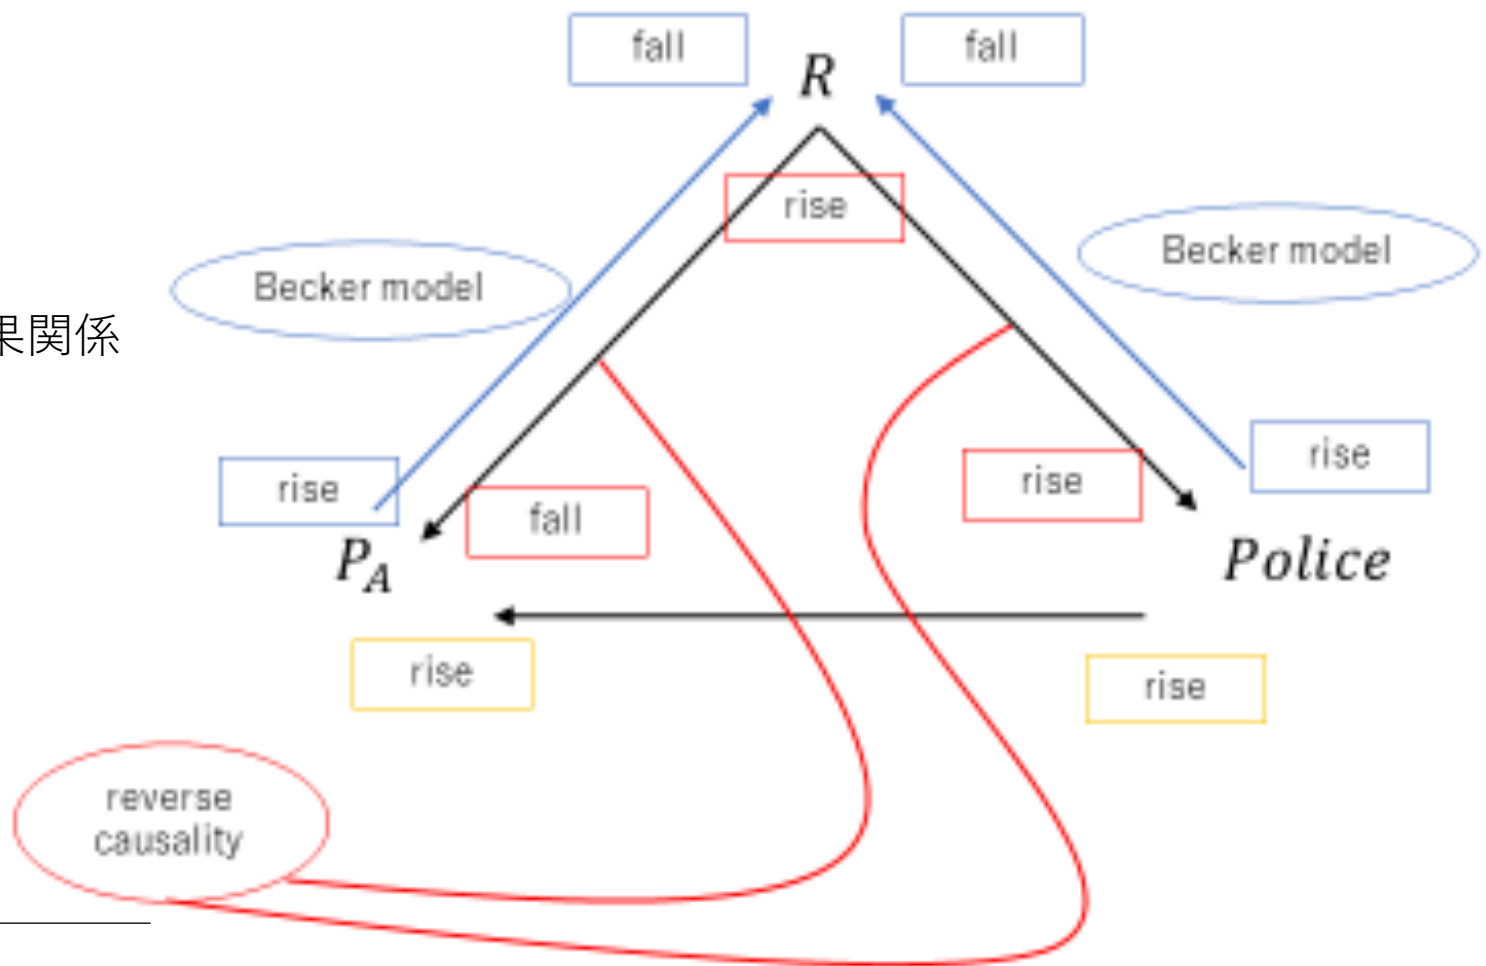 fall
R
fall
rise
Becker model
Becker model
果関係
rise
rise
rise
fall
P_A
Police
rise
rise
reverse
causality